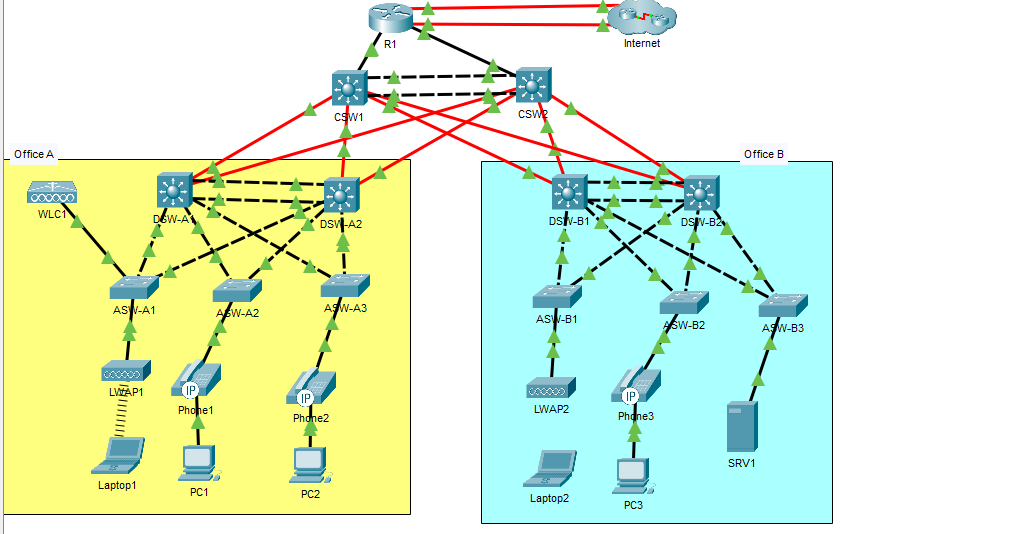 R1
Internet
CSW1
CSW2
Office A
Office B
WLC1
DSW-A1
DSW-A2
DSW-B1
DSW-B2
ASW-A1
ASW-A2
ASW-A3
ASW-B1
ASW-B2
ASW-B3
LWAP1
IP
Phone1
IP
Phone2
LWAP2
IP
Phone3
SRV1
Laptop1
PC1
PC2
Laptop2
PC3